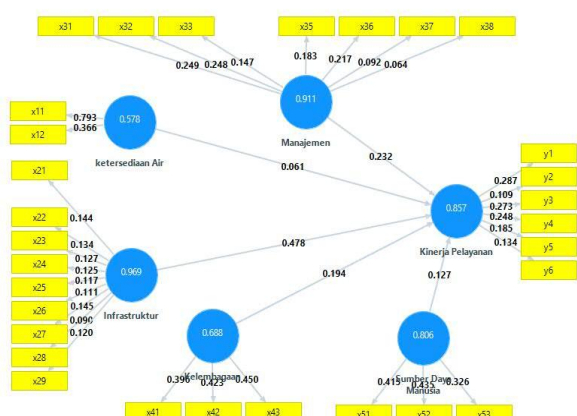 x31
x32
x33
x35
x36
x37
x38
0.249
0.248
0.147
0.183
0.217
0.092
0.064
0.911
Manajemen
x11
x12
0.793
0.366
0.578
ketersediaan Air
0.061
0.232
x21
x22
x23
x24
x25
x26
x27
x28
x29
0.144
0.134
0.127
0.125
0.117
0.111
0.145
0.090
0.120
0.969
Infrastruktur
0.478
0.194
0.127
0.857
Kinerja Pelayanan
0.287
0.109
0.273
0.248
0.185
0.134
y1
y2
y3
y4
y5
y6
0.688
Kelembagaan
0.396
0.423
0.450
x41
x42
x43
0.806
Sumber Daya
Manusia
0.415
0.435
0.326
x51
x52
x53